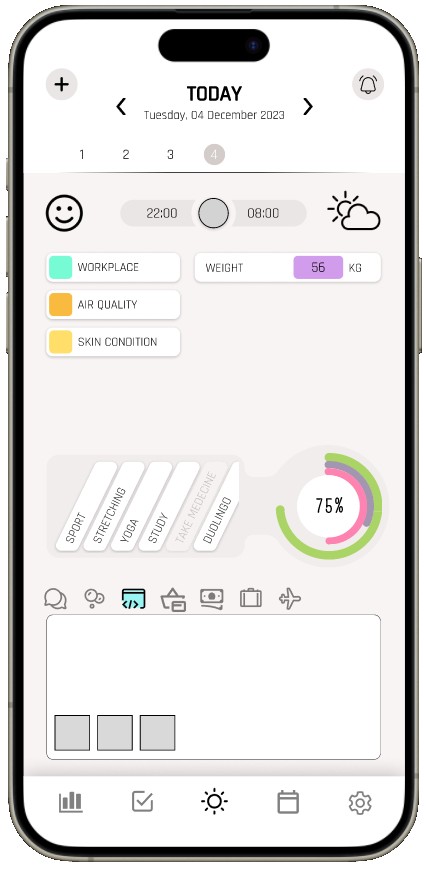 TODAY
Tuesday, 04 December 2023
1 2 3 4
22:00 08:00
WORKPLACE
WEIGHT 56 KG
AIR QUALITY
SKIN CONDITION
SPORT
STRETCHING
YOGA
STUDY
TAKE MEDECINE
DUOLINGO
75%